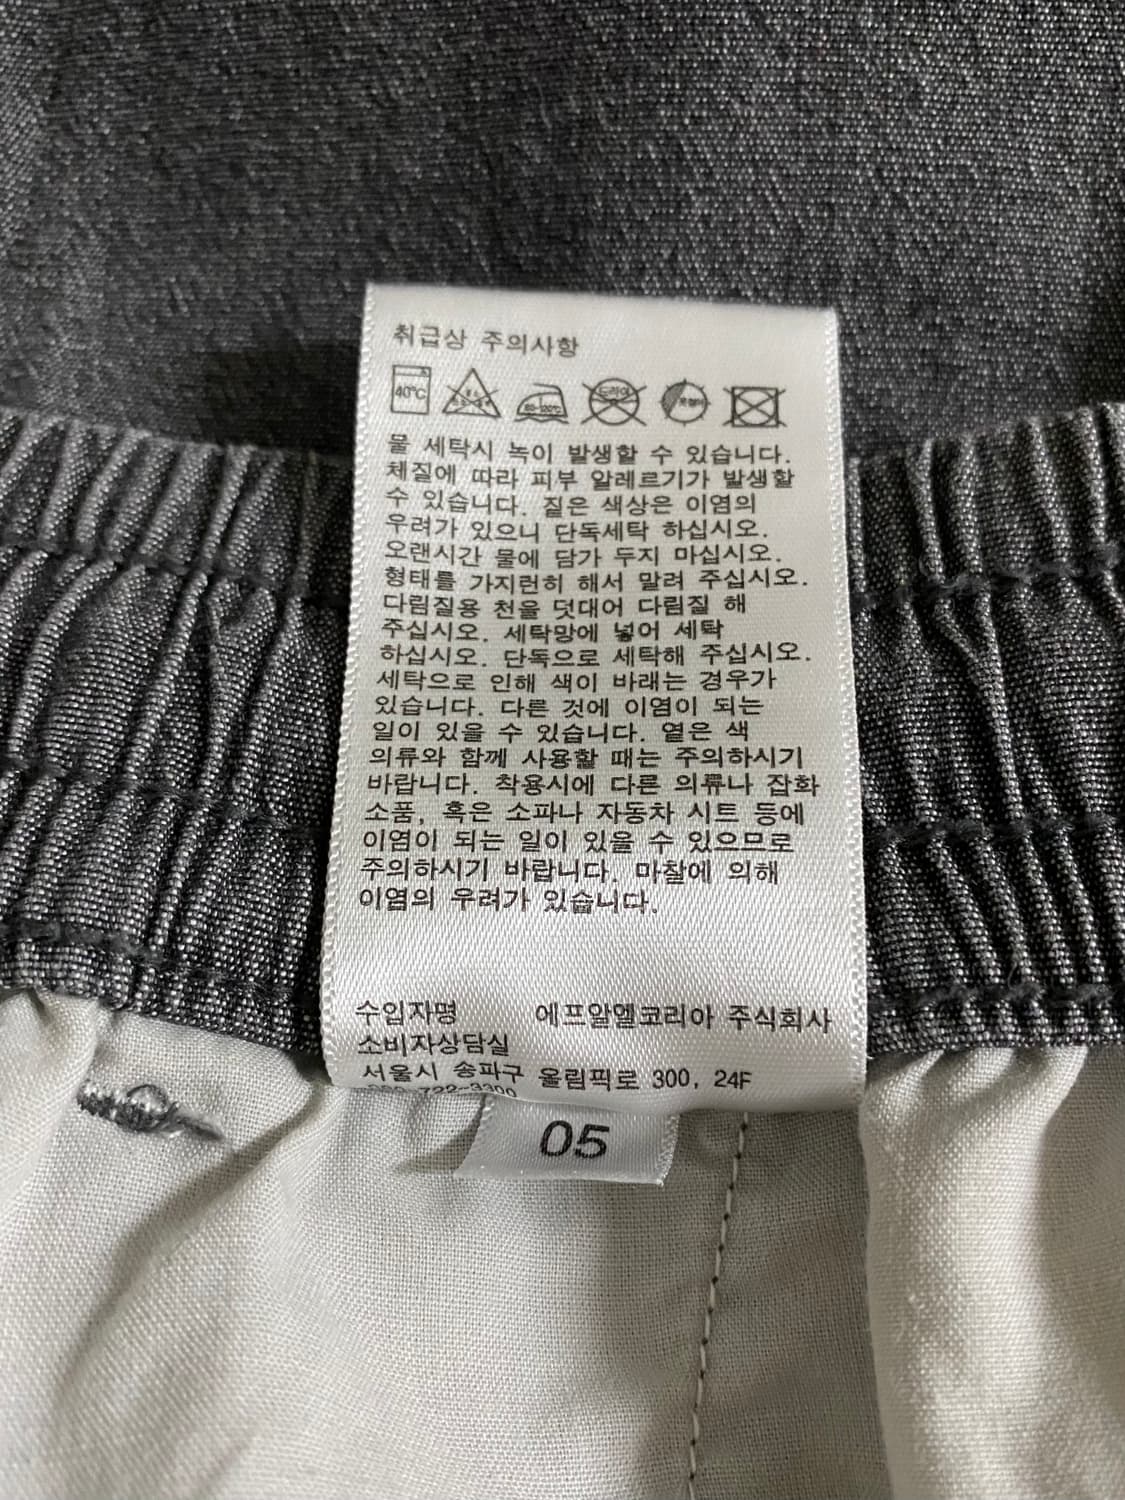 취급상 주의사항
40℃ 80-120℃ 드라이
물 세탁시 녹이 발생할 수 있습니다.
체질에 따라 피부 알레르기가 발생할
수 있습니다. 짙은 색상은 이염의
우려가 있으니 단독세탁 하십시오.
오랜시간 물에 담가 두지 마십시오.
형태를 가지런히 해서 말려 주십시오.
다림질용 천을 덧대어 다림질 해
주십시오. 세탁망에 넣어 세탁
하십시오. 단독으로 세탁해 주십시오.
세탁으로 인해 색이 바래는 경우가
있습니다. 다른 것에 이염이 되는
일이 있을 수 있습니다. 옅은 색
의류와 함께 사용할 때는 주의하시기
바랍니다. 착용시에 다른 의류나 잡화
소품, 혹은 소파나 자동차 시트 등에
이염이 되는 일이 있을 수 있으므로
주의하시기 바랍니다. 마찰에 의해
이염의 우려가 있습니다.
수입자명 에프알엘코리아 주식회사
소비자상담실
서울시 송파구 올림픽로 300, 24F
722-3300
05